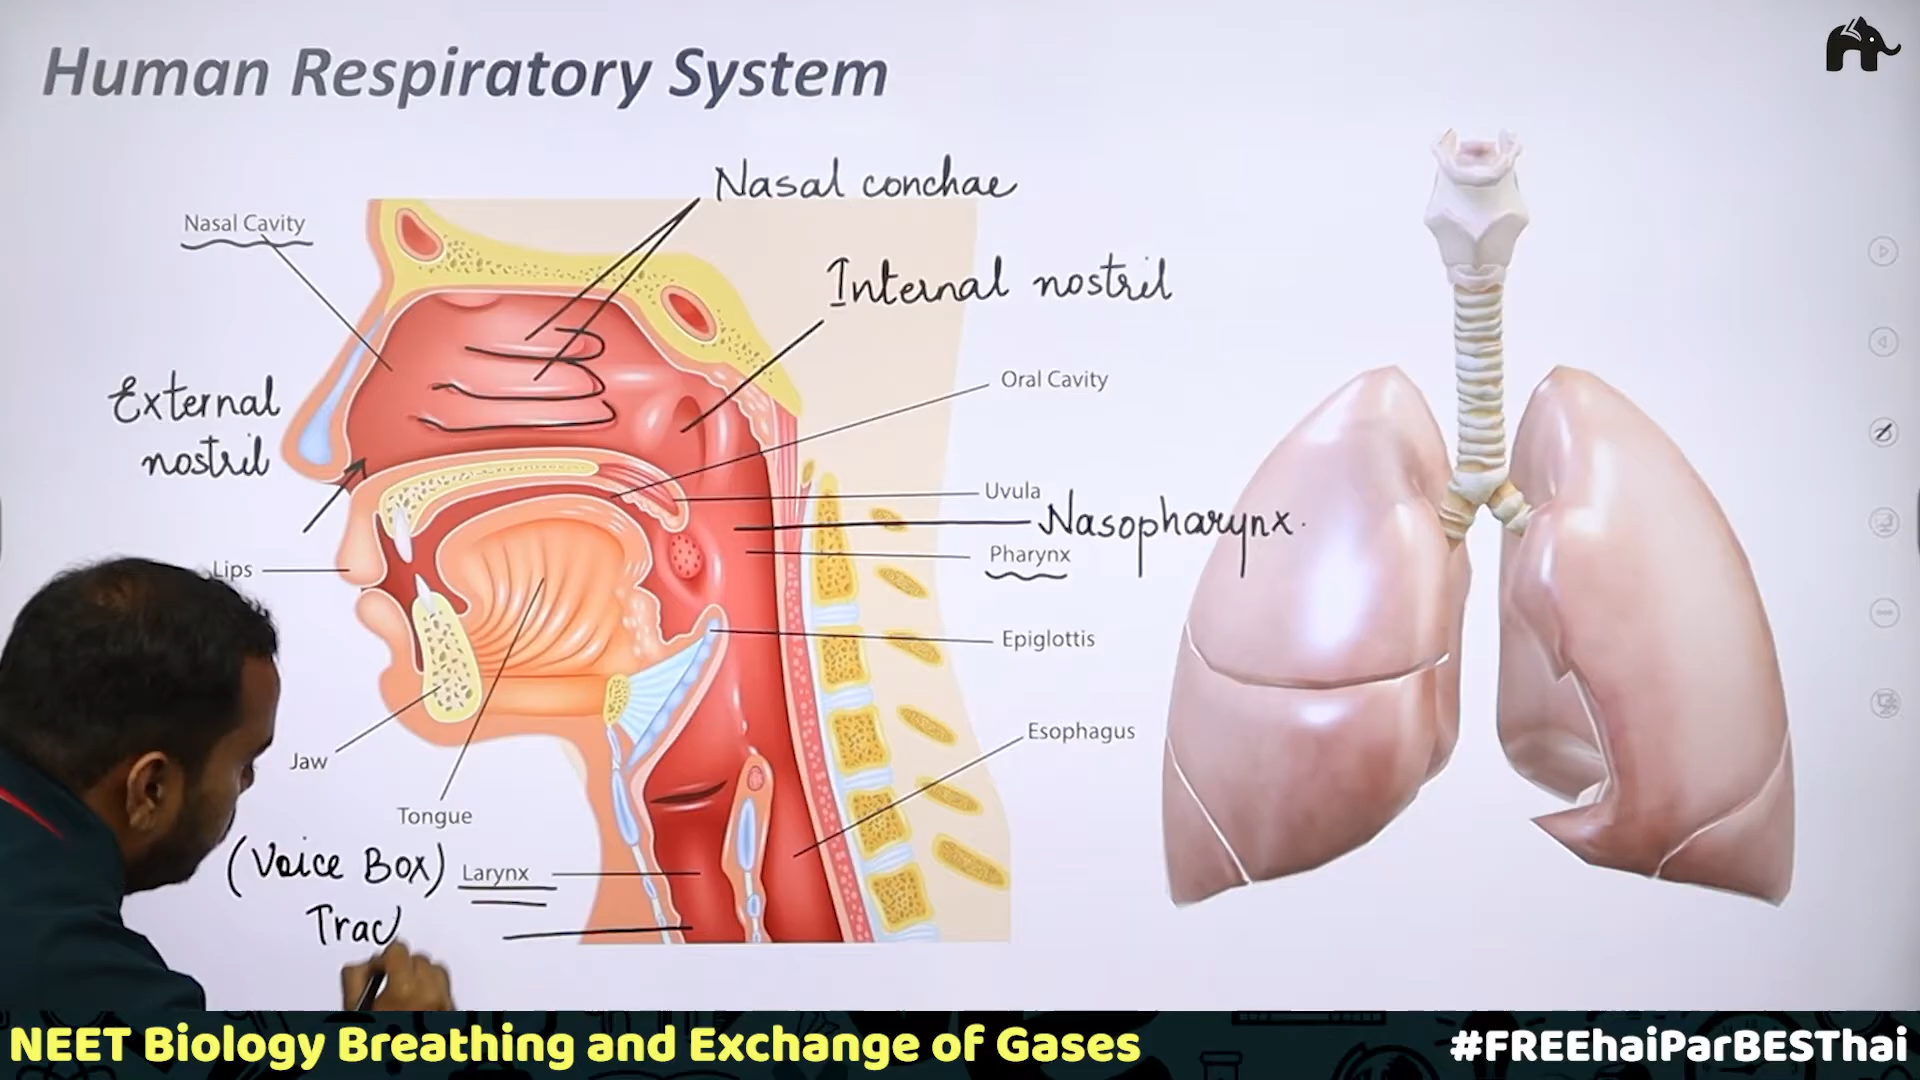 Human Respiratory System
Nasal conchae
Nasal Cavity
Internal nostril
Oral Cavity
External
nostril
Uvula
Nasopharynx.
Pharynx
Lips
Epiglottis
Esophagus
Jaw
Tongue
(Voice Box) Larynx
Trac
NEET Biology Breathing and Exchange of Gases
#FREEhaiParBESThai